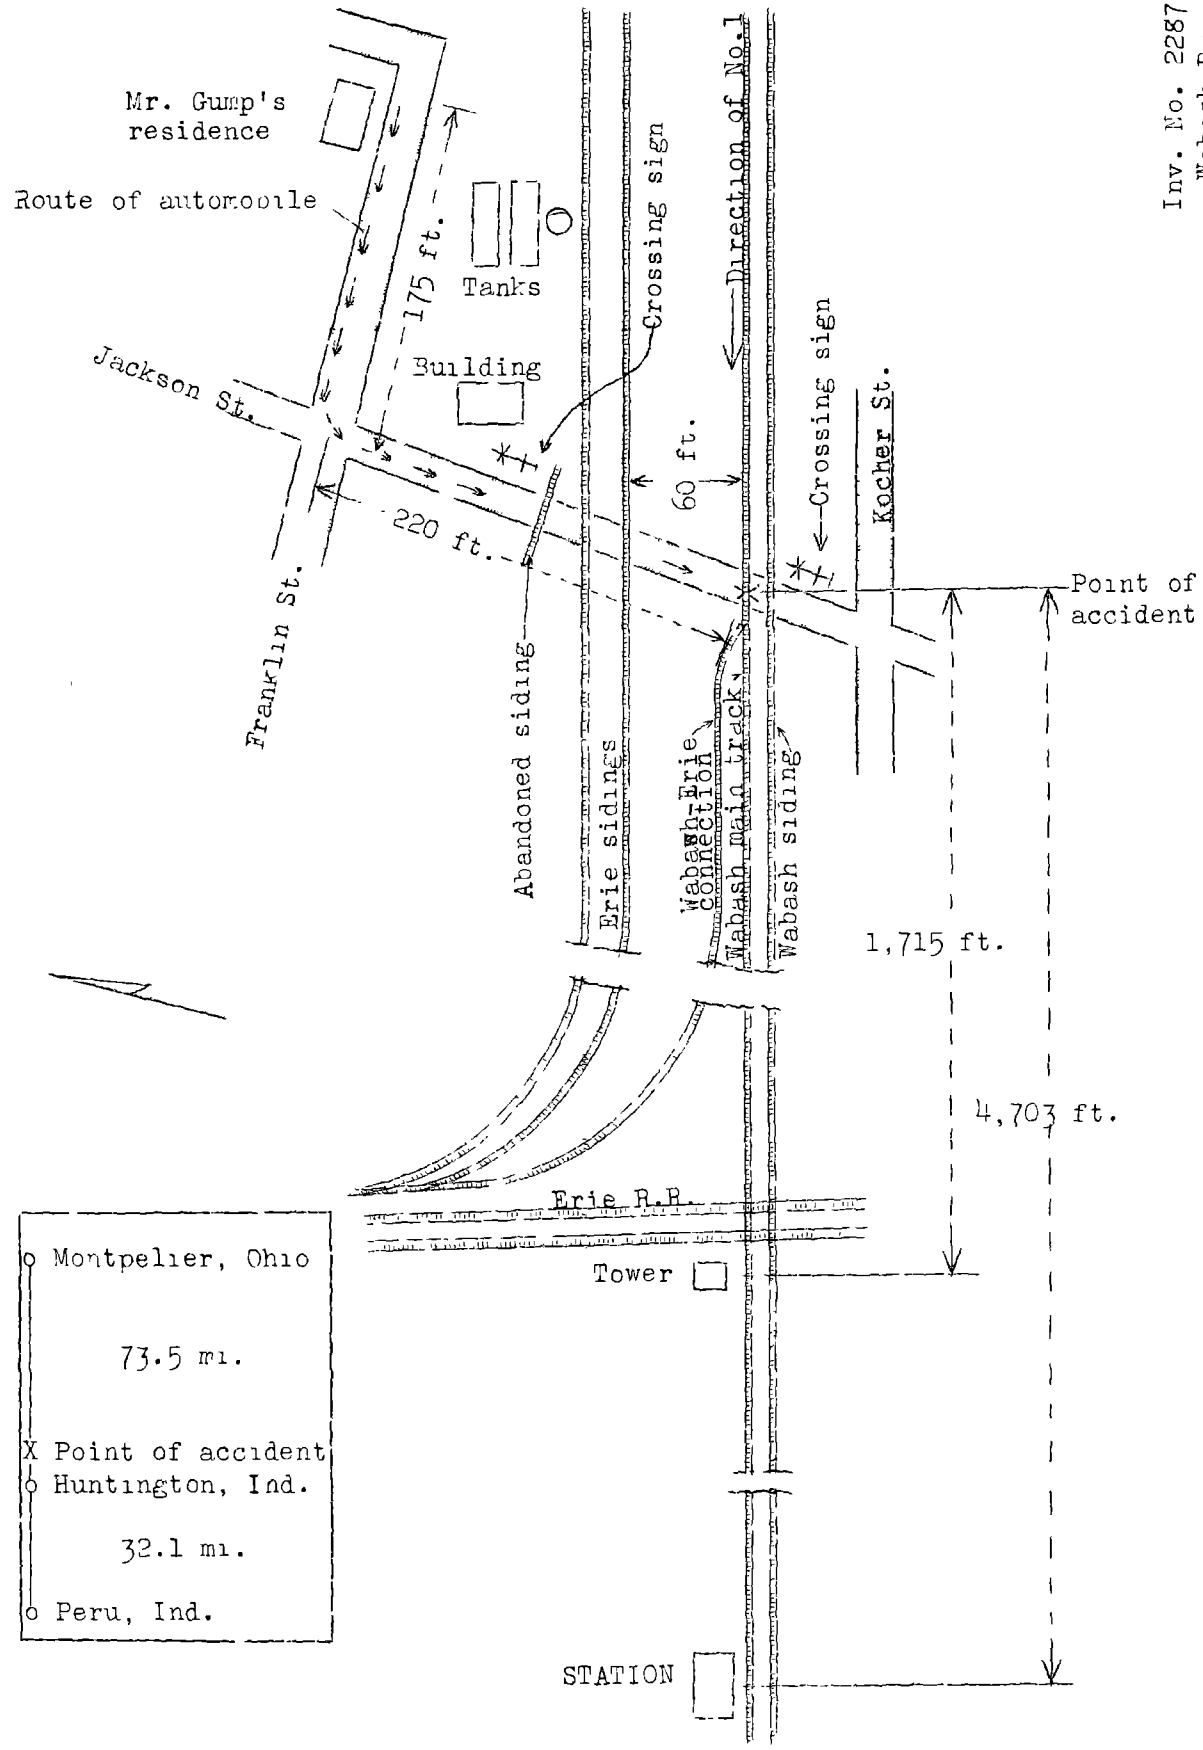 Inv. No. 2287
Mr. Gump's
residence
Route of automobile
175 ft.
Tanks
Crossing sign
Direction of No.1
Jackson St.
Building
Crossing sign
60 ft.
Kocher St.
220 ft.
Point of
accident
Franklin St.
Abandoned siding
Erie sidings
Wabash-Erie
connection
Wabash main track
Wabash siding
1,715 ft.
4,703 ft.
Erie R.R.
Tower
Montpelier, Ohio
73.5 mi.
X Point of accident
Huntington, Ind.
32.1 mi.
Peru, Ind.
STATION